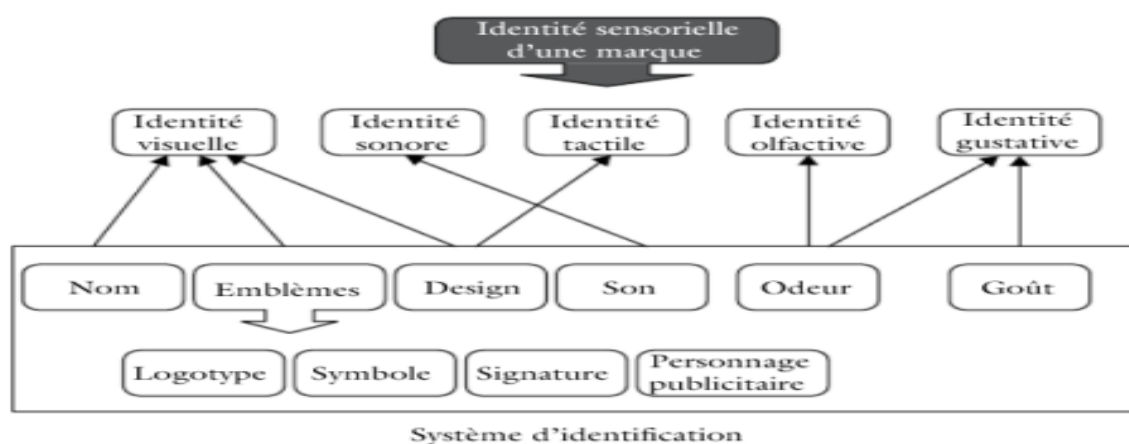 Identité sensorielle
d'une marque
Identité
visuelle
Identité
sonore
Identité
tactile
Identité
olfactive
Identité
gustative
Nom
Emblèmes
Design
Son
Odeur
Goût
Logotype
Symbole
Signature
Personnage
publicitaire
Système d'identification